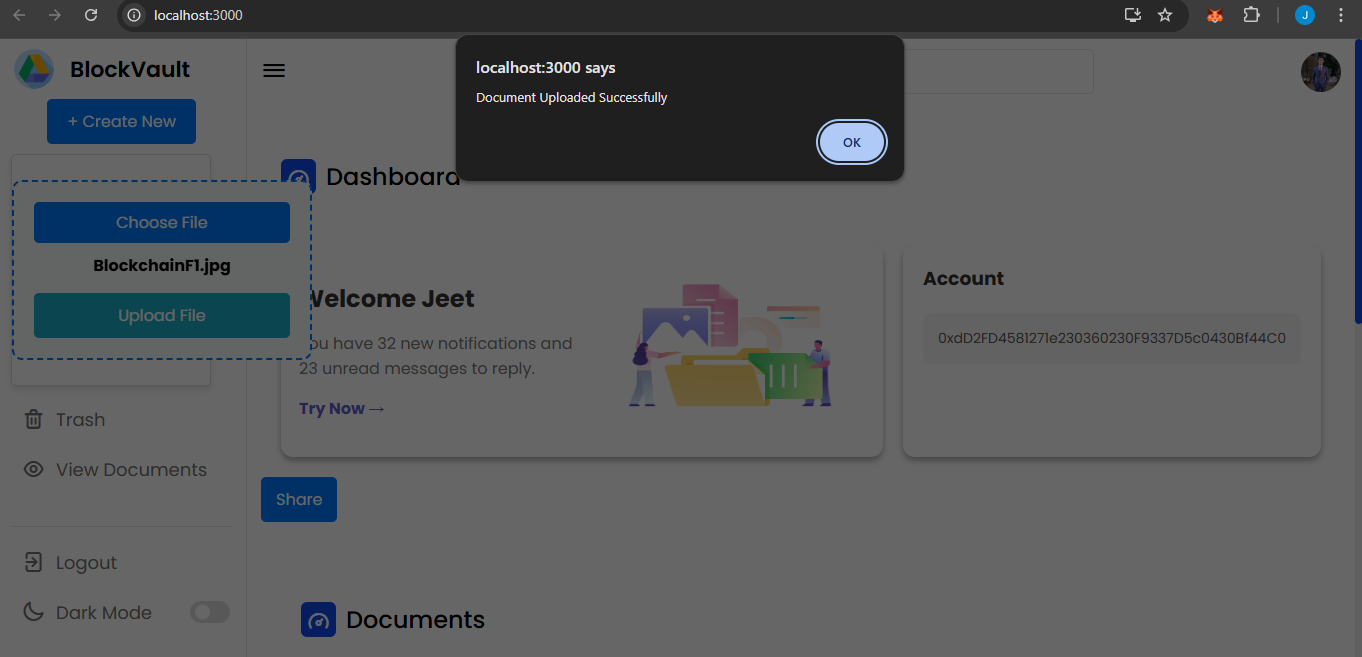 localhost:3000
J
BlockVault
+ Create New
localhost:3000 says
Document Uploaded Successfully
OK
Dashboard
Choose File
BlockchainF1.jpg
Upload File
Welcome Jeet
You have 32 new notifications and
23 unread messages to reply.
Try Now →
Account
0xdD2FD4581271e230360230F9337D5c0430Bf44C0
Trash
View Documents
Share
Logout
Dark Mode
Documents